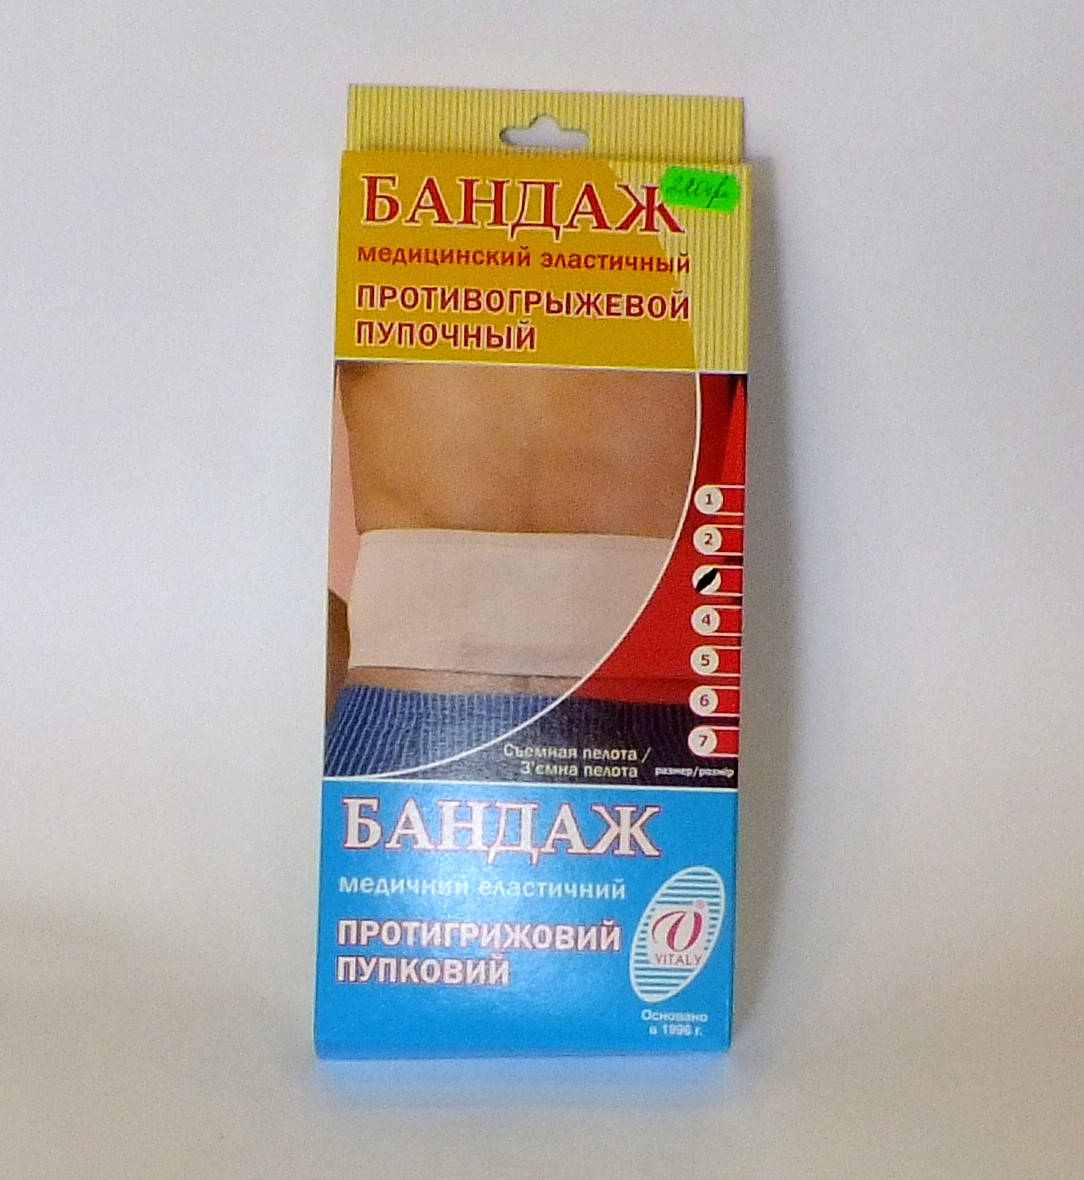 БАНДАЖ
медицинский эластичный
ПРОТИВОГРЫЖЕВОЙ
ПУПОЧНЫЙ
1
2
4
5
6
7
Съемная пелота /
З'ємна пелота
размер/розмір
БАНДАЖ
медичний еластичний
ПРОТИГРИЖОВИЙ
ПУПКОВИЙ
®
VITALY
Основано
в 1996 г.